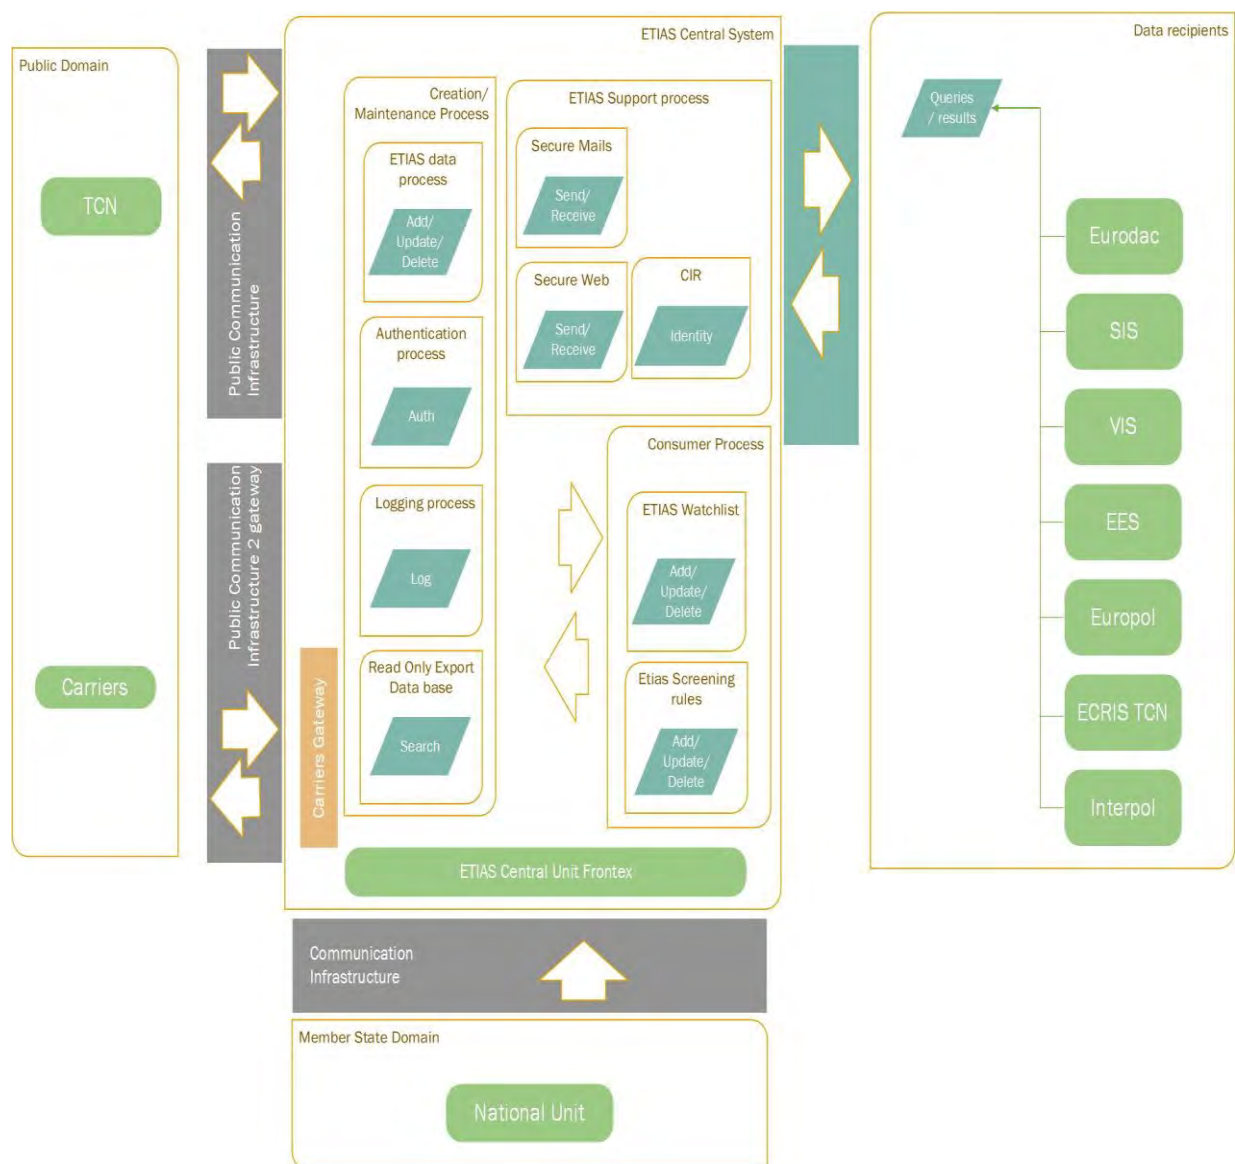 Public Domain
TCN
Carriers
Public Communication
Infrastructure
Public Communication
Infrastructure 2 gateway
ETIAS Central System
Creation/
Maintenance Process
ETIAS data
process
Add/
Update/
Delete
Authentication
process
Auth
Logging process
Log
Read Only Export
Data base
Search
Carriers Gateway
ETIAS Support process
Secure Mails
Send/
Receive
Secure Web
Send/
Receive
CIR
Identity
Consumer Process
ETIAS Watchlist
Add/
Update/
Delete
Etias Screening
rules
Add/
Update/
Delete
ETIAS Central Unit Frontex
Data recipients
Queries
/ results
Eurodac
SIS
VIS
EES
Europol
ECRIS TCN
Interpol
Communication
Infrastructure
Member State Domain
National Unit